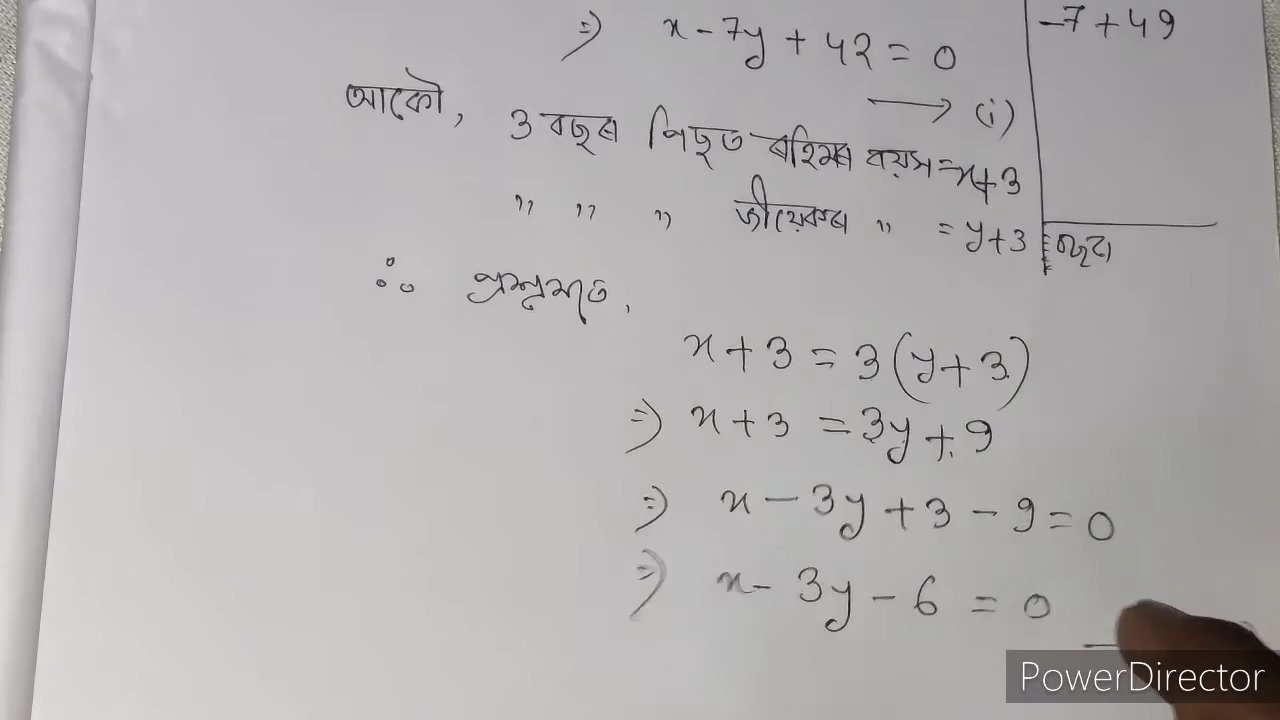 ⇒ x - 7y + 42 = 0
-7 + 49
⟶ (i)
আকৌ, 3 বছৰ পিছত ৰহিমৰ বয়স = x+3
" " " জীয়েকৰ " = y+3
∴ প্ৰশ্নমতে,
x + 3 = 3(y + 3)
⇒ x + 3 = 3y + 9
⇒ x - 3y + 3 - 9 = 0
⇒ x - 3y - 6 = 0
PowerDirector